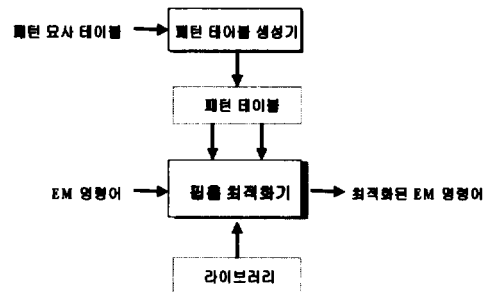 패턴 묘사 테이블
패턴 테이블 생성기
패턴 테이블
EM 명령어
핍홀 최적화기
최적화된 EM 명령어
라이브러리